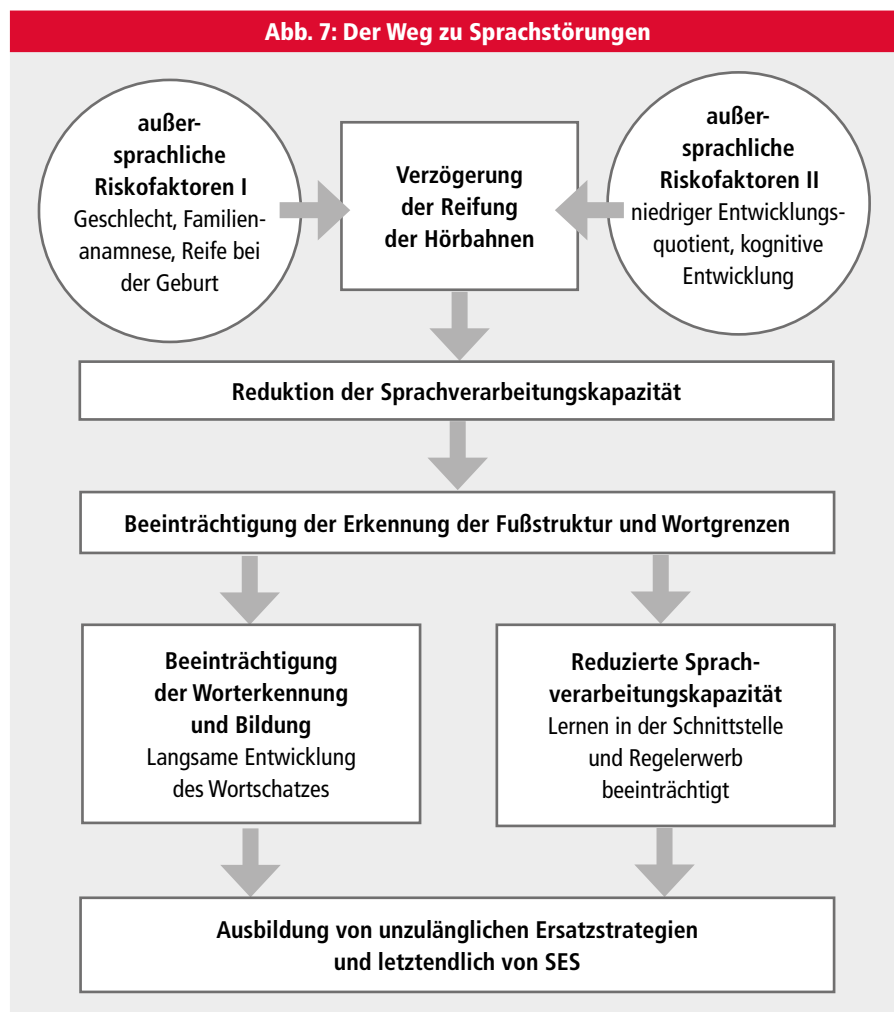 Abb. 7: Der Weg zu Sprachstörungen
außer-
sprachliche
Riskofaktoren I
Geschlecht, Familien-
anamnese, Reife bei
der Geburt
Verzögerung
der Reifung
der Hörbahnen
außer-
sprachliche
Riskofaktoren II
niedriger Entwicklungs-
quotient, kognitive
Entwicklung
Reduktion der Sprachverarbeitungskapazität
Beeinträchtigung der Erkennung der Fußstruktur und Wortgrenzen
Beeinträchtigung
der Worterkennung
und Bildung
Langsame Entwicklung
des Wortschatzes
Reduzierte Sprach-
verarbeitungskapazität
Lernen in der Schnittstelle
und Regelerwerb
beeinträchtigt
Ausbildung von unzulänglichen Ersatzstrategien
und letztendlich von SES